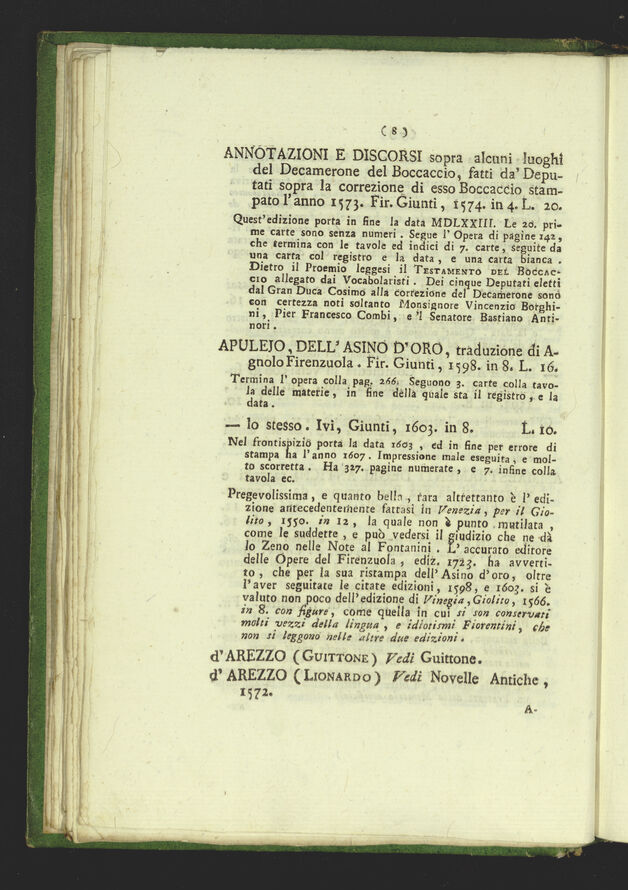 (8)
ANNOTAZIONI E DISCORSI sopra alcuni luoghi
del Decamerone del Boccaccio, fatti da' Depu-
tati sopra la correzione di esso Boccaccio stam-
pato l'anno 1573. Fir. Giunti, 1574. in 4. L. 20.
Quest'edizione porta in fine la data MDLXXIII. Le 20. pri-
me carte sono senza numeri. Segue l'Opera di pagine 142,
che termina con le tavole ed indici di 7. carte, seguite da
una carta col registro e la data, e una carta bianca.
Dietro il Proemio leggesi il TESTAMENTO DEL BOCCAC-
CIO allegato dai Vocabolaristi. Dei cinque Deputati eletti
dal Gran Duca Cosimo alla correzione del Decamerone sono
con certezza noti soltanto Monsignore Vincenzio Borghi-
ni, Pier Francesco Combi, e 'l Senatore Bastiano Anti-
nori.
APULEJO, DELL' ASINO D'ORO, traduzione di A-
gnolo Firenzuola. Fir. Giunti, 1598. in 8. L. 16.
Termina l'opera colla pag. 266. Seguono 3. carte colla tavo-
la delle materie, in fine della quale sta il registro, e la
data.
— lo stesso. Ivi, Giunti, 1603. in 8. L. 10.
Nel frontispizio porta la data 1603, ed in fine per errore di
stampa ha l'anno 1607. Impressione male eseguita, e mol-
to scorretta. Ha 327. pagine numerate, e 7. infine colla
tavola ec.
Pregevolissima, e quanto bella, rara altrettanto è l'edi-
zione antecedentemente fattasi in Venezia, per il Gio-
lito, 1550. in 12, la quale non è punto mutilata,
come le suddette, e può vedersi il giudizio che ne dà
lo Zeno nelle Note al Fontanini. L'accurato editore
delle Opere del Firenzuola, ediz. 1723. ha avverti-
to, che per la sua ristampa dell'Asino d'oro, oltre
l'aver seguitate le citate edizioni, 1598, e 1603. si è
valuto non poco dell'edizione di Vinegia, Giolito, 1566.
in 8. con figure, come quella in cui si son conservati
molti vezzi della lingua, e idiotismi Fiorentini, che
non si leggono nelle altre due edizioni.
d'AREZZO (GUITTONE) Vedi Guittone.
d'AREZZO (LIONARDO) Vedi Novelle Antiche,
1572.
A-